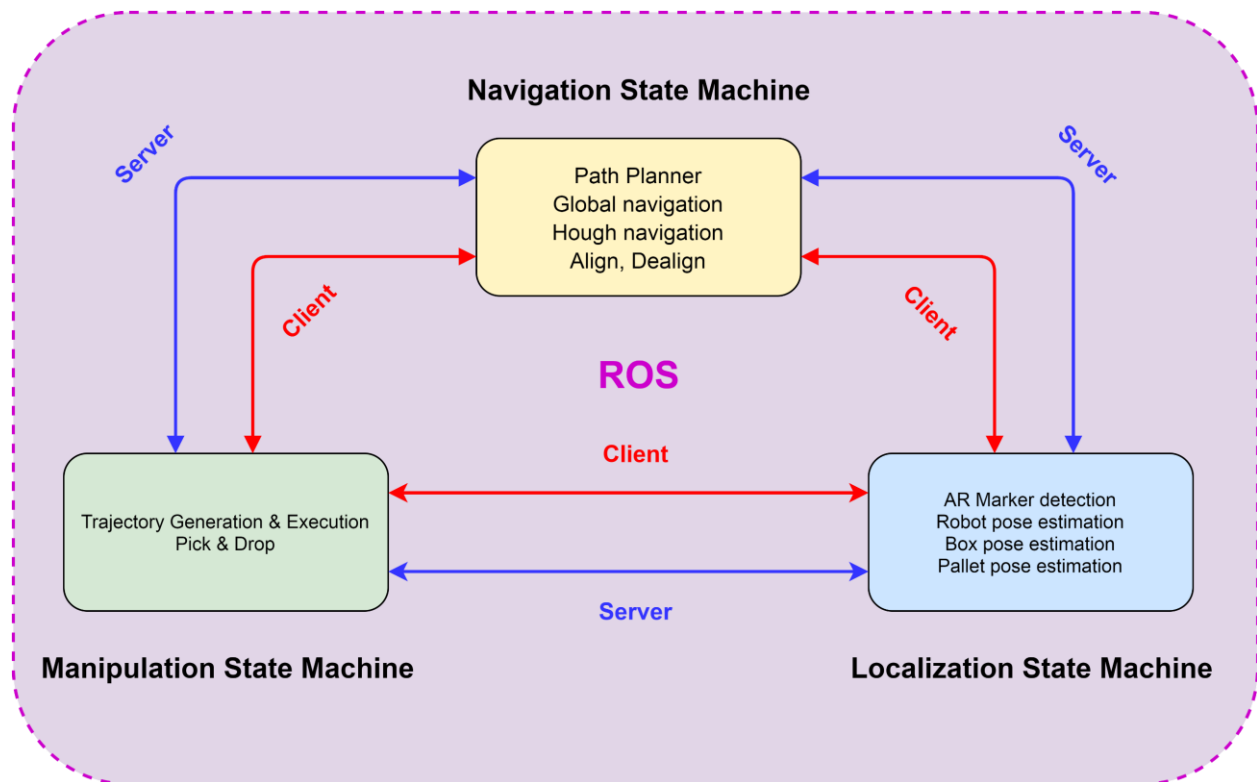 Navigation State Machine
Server
Server
Path Planner
Global navigation
Hough navigation
Align, Dealign
Client
Client
ROS
Client
Trajectory Generation & Execution
Pick & Drop
AR Marker detection
Robot pose estimation
Box pose estimation
Pallet pose estimation
Server
Manipulation State Machine
Localization State Machine